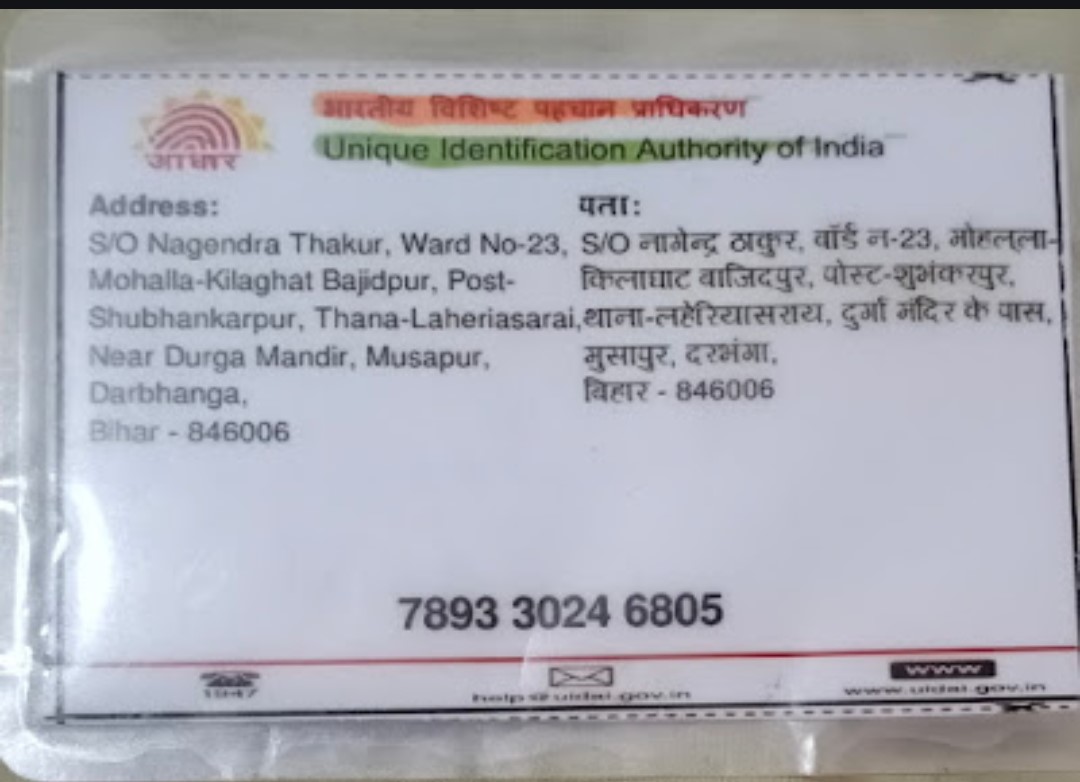 आधार
भारतीय विशिष्ट पहचान प्राधिकरण
Unique Identification Authority of India
Address:
S/O Nagendra Thakur, Ward No-23,
Mohalla-Kilaghat Bajidpur, Post-
Shubhankarpur, Thana-Laheriasarai,
Near Durga Mandir, Musapur,
Darbhanga,
Bihar - 846006
पता:
S/O नागेन्द्र ठाकुर, वॉर्ड न-23, मोहल्ला-
किलाघाट बाजिदपुर, पोस्ट-शुभंकरपुर,
थाना-लहेरियासराय, दुर्गा मंदिर के पास,
मुसापुर, दरभंगा,
बिहार - 846006
7893 3024 6805
1947
help@uidai.gov.in
www
www.uidai.gov.in